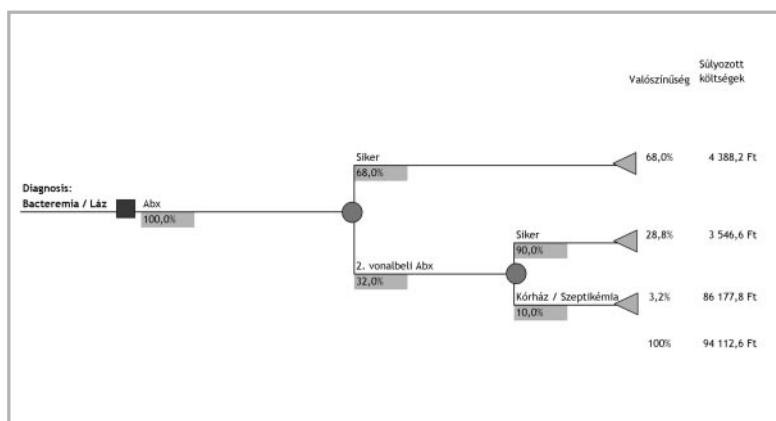 Valószínűség
Súlyozott
költségek
Siker
68,0%
68,0%
4 388,2 Ft
Diagnosis:
Bacteremia / Láz
Abx
100,0%
Siker
90,0%
28,8%
3 546,6 Ft
2. vonalbeli Abx
32,0%
Kórház / Szeptikémia
10,0%
3,2%
86 177,8 Ft
100%
94 112,6 Ft